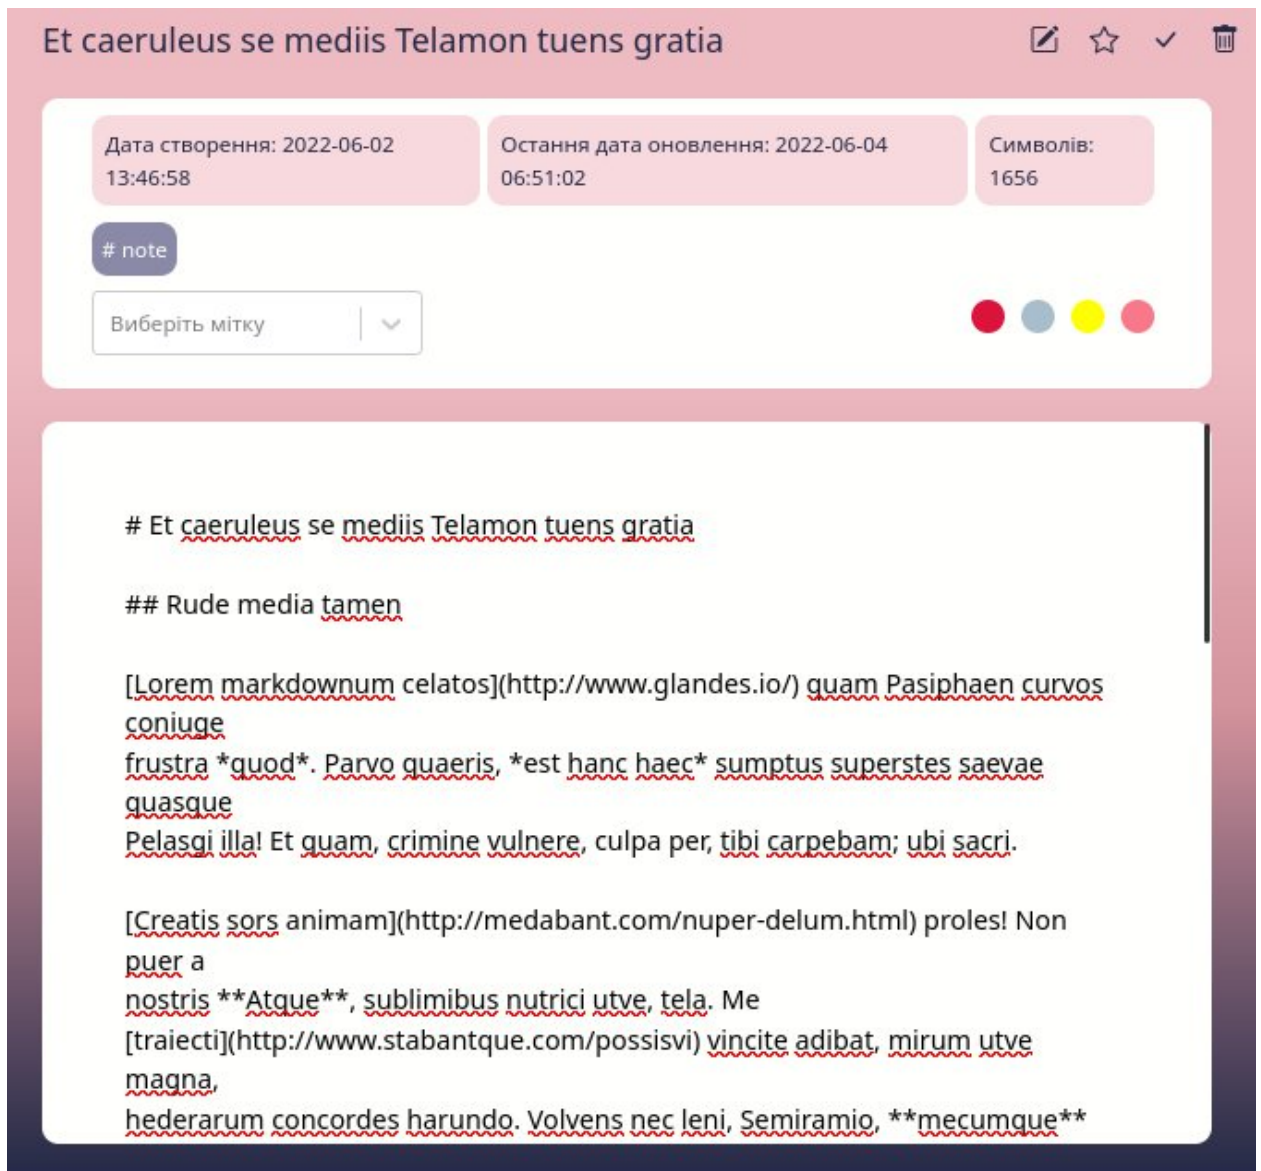 Et caeruleus se mediis Telamon tuens gratia
Дата створення: 2022-06-02
13:46:58
Остання дата оновлення: 2022-06-04
06:51:02
Символів:
1656
# note
Виберіть мітку
# Et caeruleus se mediis Telamon tuens gratia
## Rude media tamen
[Lorem markdownum celatos](http://www.glandes.io/) quam Pasiphaen curvos
coniuge
frustra *quod*. Parvo quaeris, *est hanc haec* sumptus superstes saevae
quasque
Pelasgi illa! Et quam, crimine vulnere, culpa per, tibi carpebam; ubi sacri.
[Creatis sors animam](http://medabant.com/nuper-delum.html) proles! Non
puer a
nostris **Atque**, sublimibus nutrici utve, tela. Me
[traiecti](http://www.stabantque.com/possisvi) vincite adibat, mirum utve
magna,
hederarum concordes harundo. Volvens nec leni, Semiramio, **mecumque**